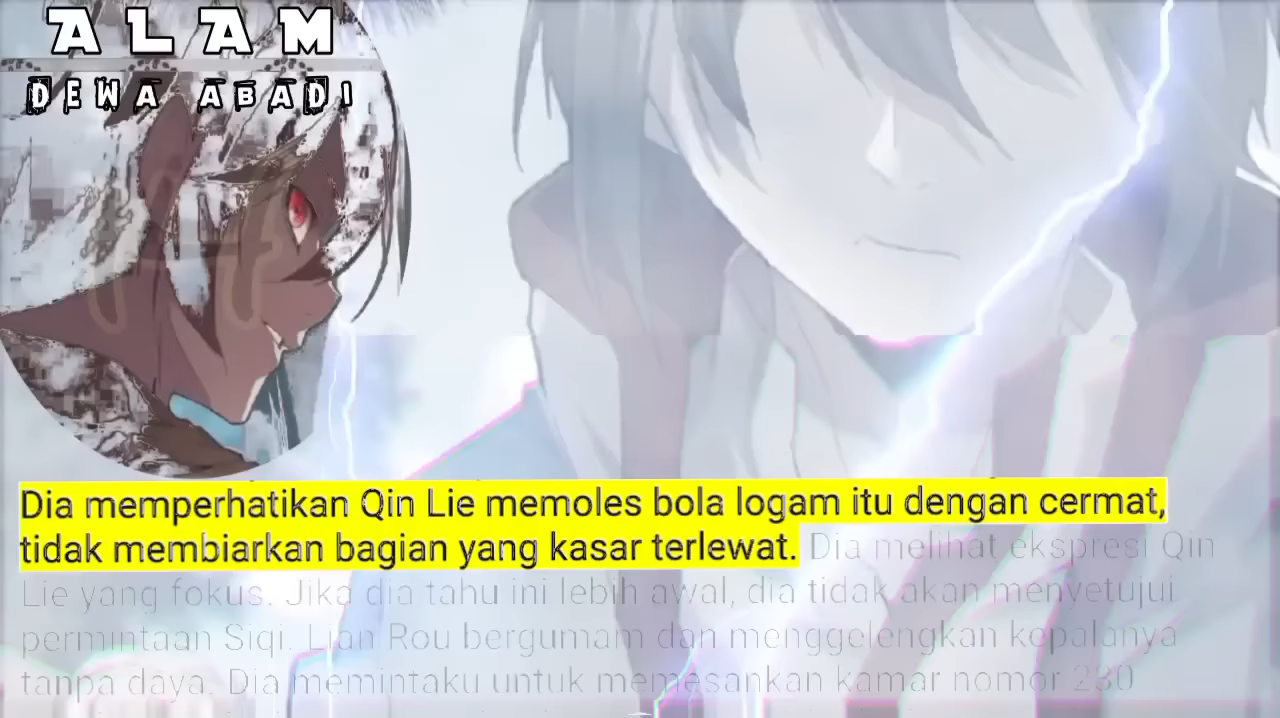 ALAM
DEWA ABADI
Dia memperhatikan Qin Lie memoles bola logam itu dengan cermat,
tidak membiarkan bagian yang kasar terlewat. Dia melihat ekspresi Qin
Lie yang fokus. Jika dia tahu ini lebih awal, dia tidak akan menyetujui
permintaan Siqi. Lian Rou bergumam dan menggelengkan kepalanya
tanpa daya. Dia memintaku untuk memesankan kamar nomor 230